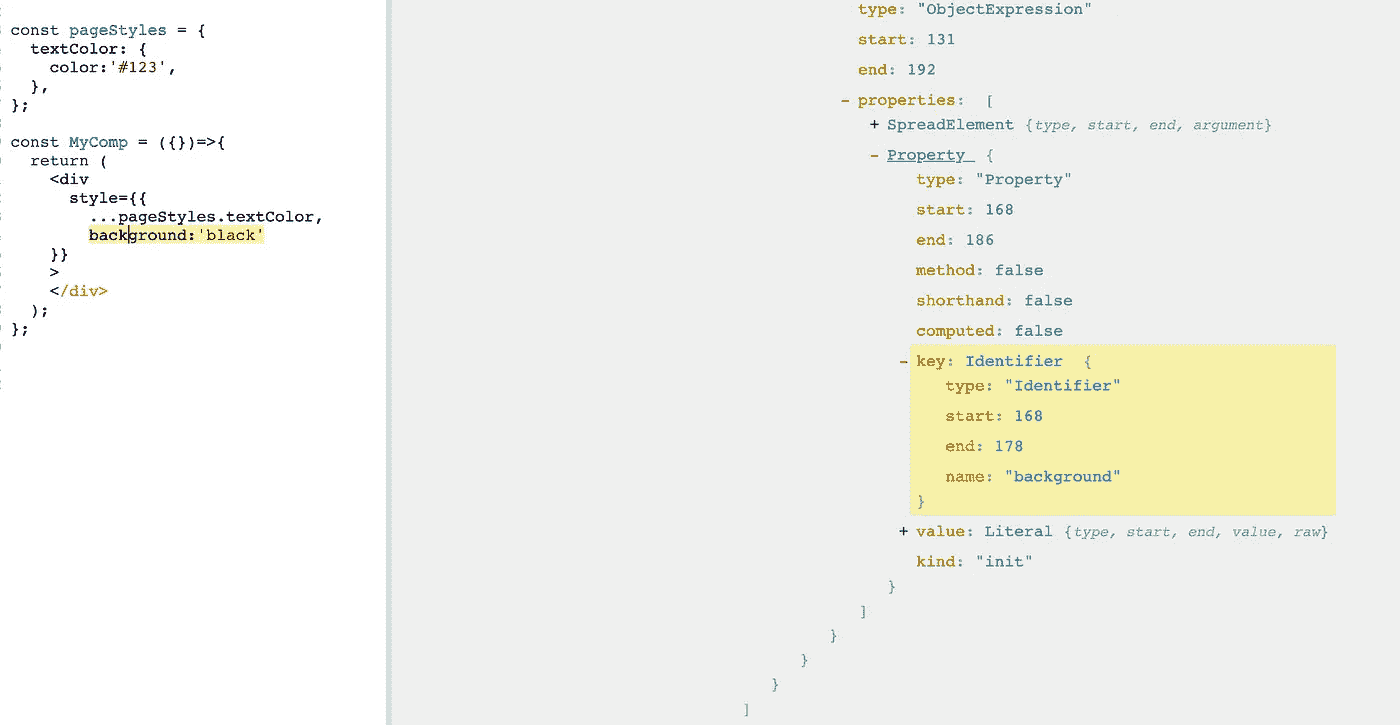 const pageStyles = {
textColor: {
color:'#123',
},
};
const MyComp = ({})=>{
return (
<div
style={{
...pageStyles.textColor,
background:'black'
}}
>
</div>
);
};
type: "ObjectExpression"
start: 131
end: 192
- properties: [
+ SpreadElement {type, start, end, argument}
- Property {
type: "Property"
start: 168
end: 186
method: false
shorthand: false
computed: false
- key: Identifier {
type: "Identifier"
start: 168
end: 178
name: "background"
}
+ value: Literal {type, start, end, value, raw}
kind: "init"
}
]
}
}
}
]